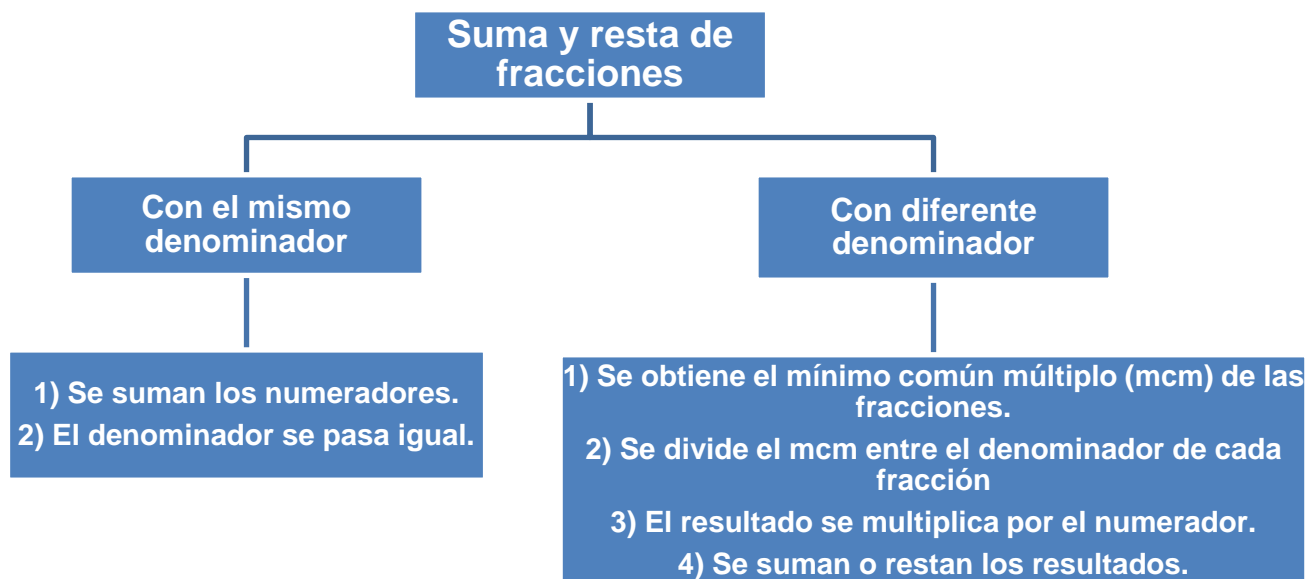 Suma y resta de
fracciones
Con el mismo
denominador
Con diferente
denominador
1) Se suman los numeradores.
2) El denominador se pasa igual.
1) Se obtiene el mínimo común múltiplo (mcm) de las
fracciones.
2) Se divide el mcm entre el denominador de cada
fracción
3) El resultado se multiplica por el numerador.
4) Se suman o restan los resultados.